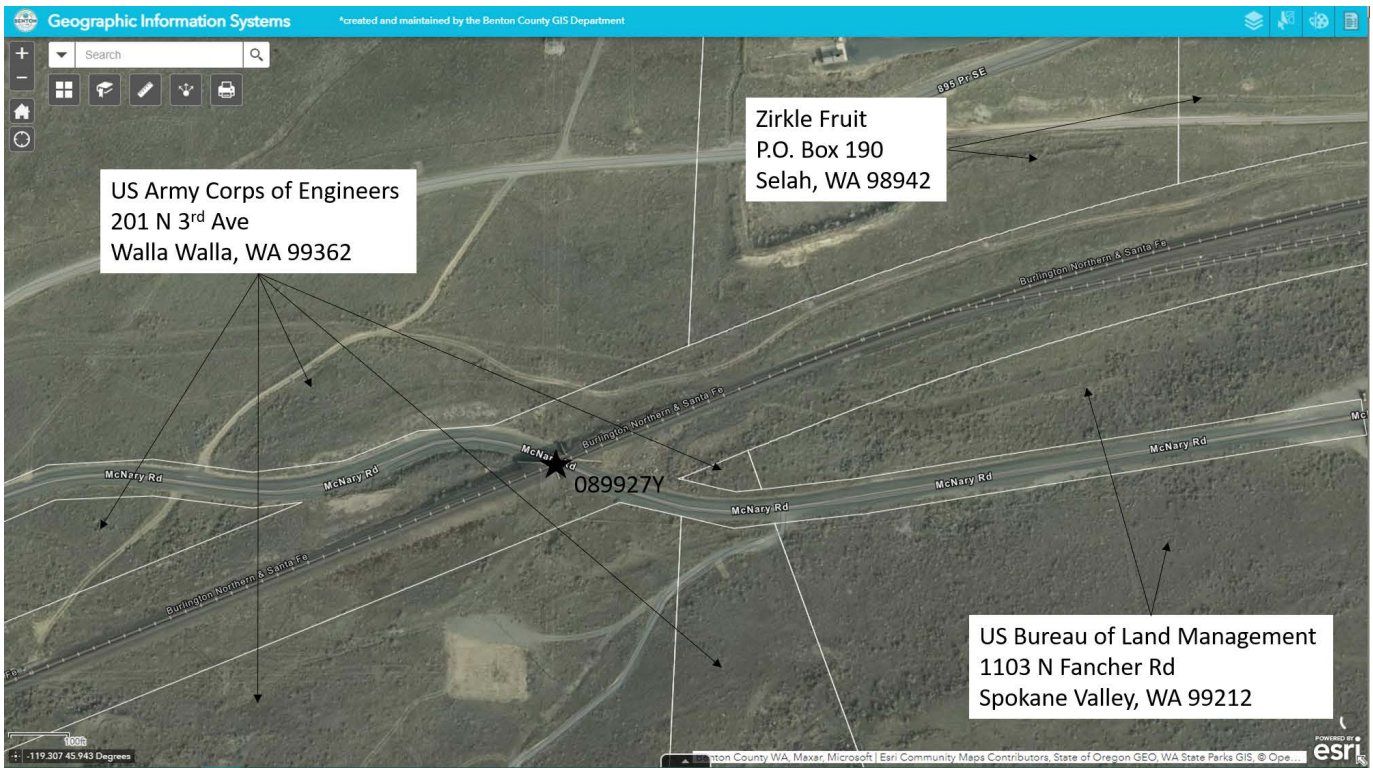 BENTON
Geographic Information Systems
*created and maintained by the Benton County GIS Department
+
Search
−
895 Pr SE
Zirkle Fruit
P.O. Box 190
Selah, WA 98942
US Army Corps of Engineers
201 N 3rd Ave
Walla Walla, WA 99362
Burlington Northern & Santa Fe
Burlington Northern & Santa Fe
McNary Rd
McNary Rd
McNary Rd
McNary Rd
McNary Rd
McNary Rd
089927Y
Burlington Northern & Santa Fe
Fe
US Bureau of Land Management
1103 N Fancher Rd
Spokane Valley, WA 99212
100ft
-119.307 45.943 Degrees
Benton County WA, Maxar, Microsoft | Esri Community Maps Contributors, State of Oregon GEO, WA State Parks GIS, © Ope...
POWERED BY
esri